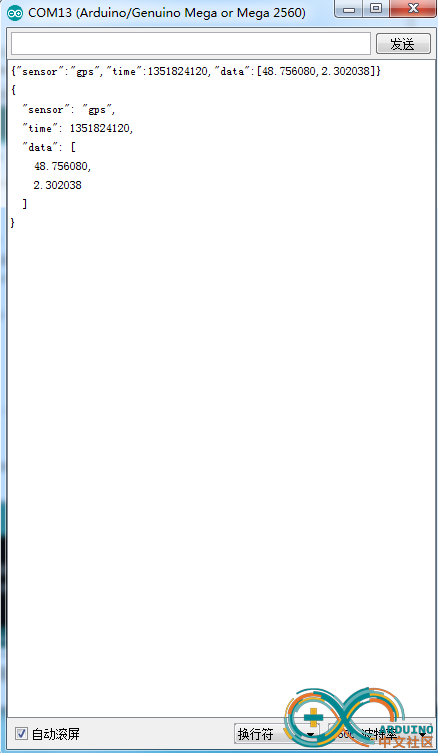 COM13 (Arduino/Genuino Mega or Mega 2560)
发送
{"sensor":"gps","time":1351824120,"data":[48.756080,2.302038]}
{
  "sensor": "gps",
  "time": 1351824120,
  "data": [
    48.756080,
    2.302038
  ]
}
自动滚屏
换行符
波特率
ARDUINO
中文社区